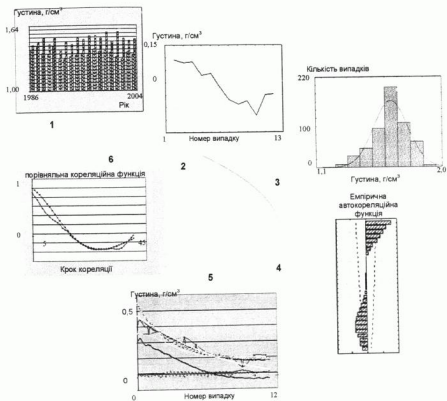 Густина, г/см³
1,64
1,00
1986
2004
Рік
1
Густина, г/см³
0,15
0
1
13
Номер випадку
2
Кількість випадків
220
100
0
1,1
2,0
Густина, г/см³
3
6
порівняльна кореляційна функція
1
0
5
45
Крок кореляції
Емпірична
автокореляційна
функція
4
5
Густина, г/см³
0,5
0
0
12
Номер випадку